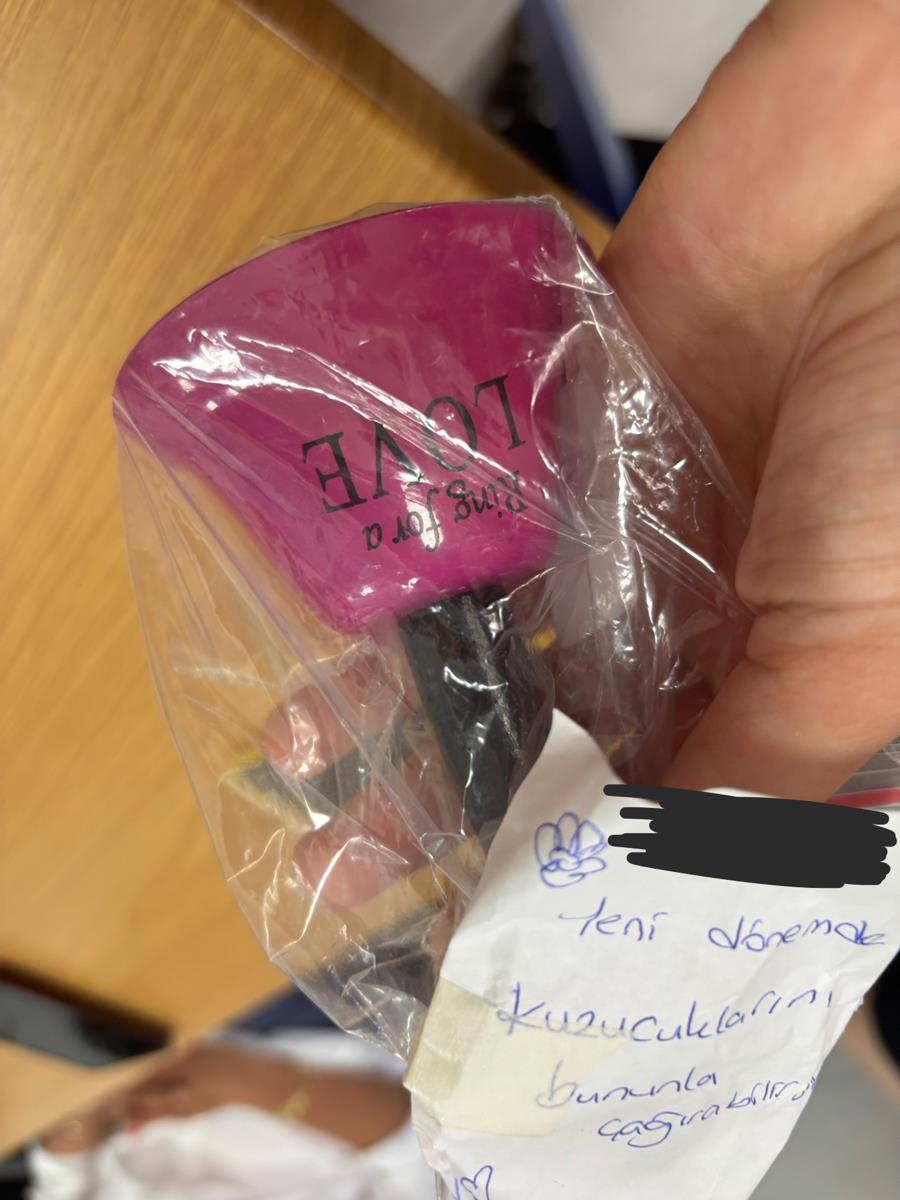 Ring for a
LOVE
Yeni dönemde
Kuzucuklarını
bununla
çağırabilirsin